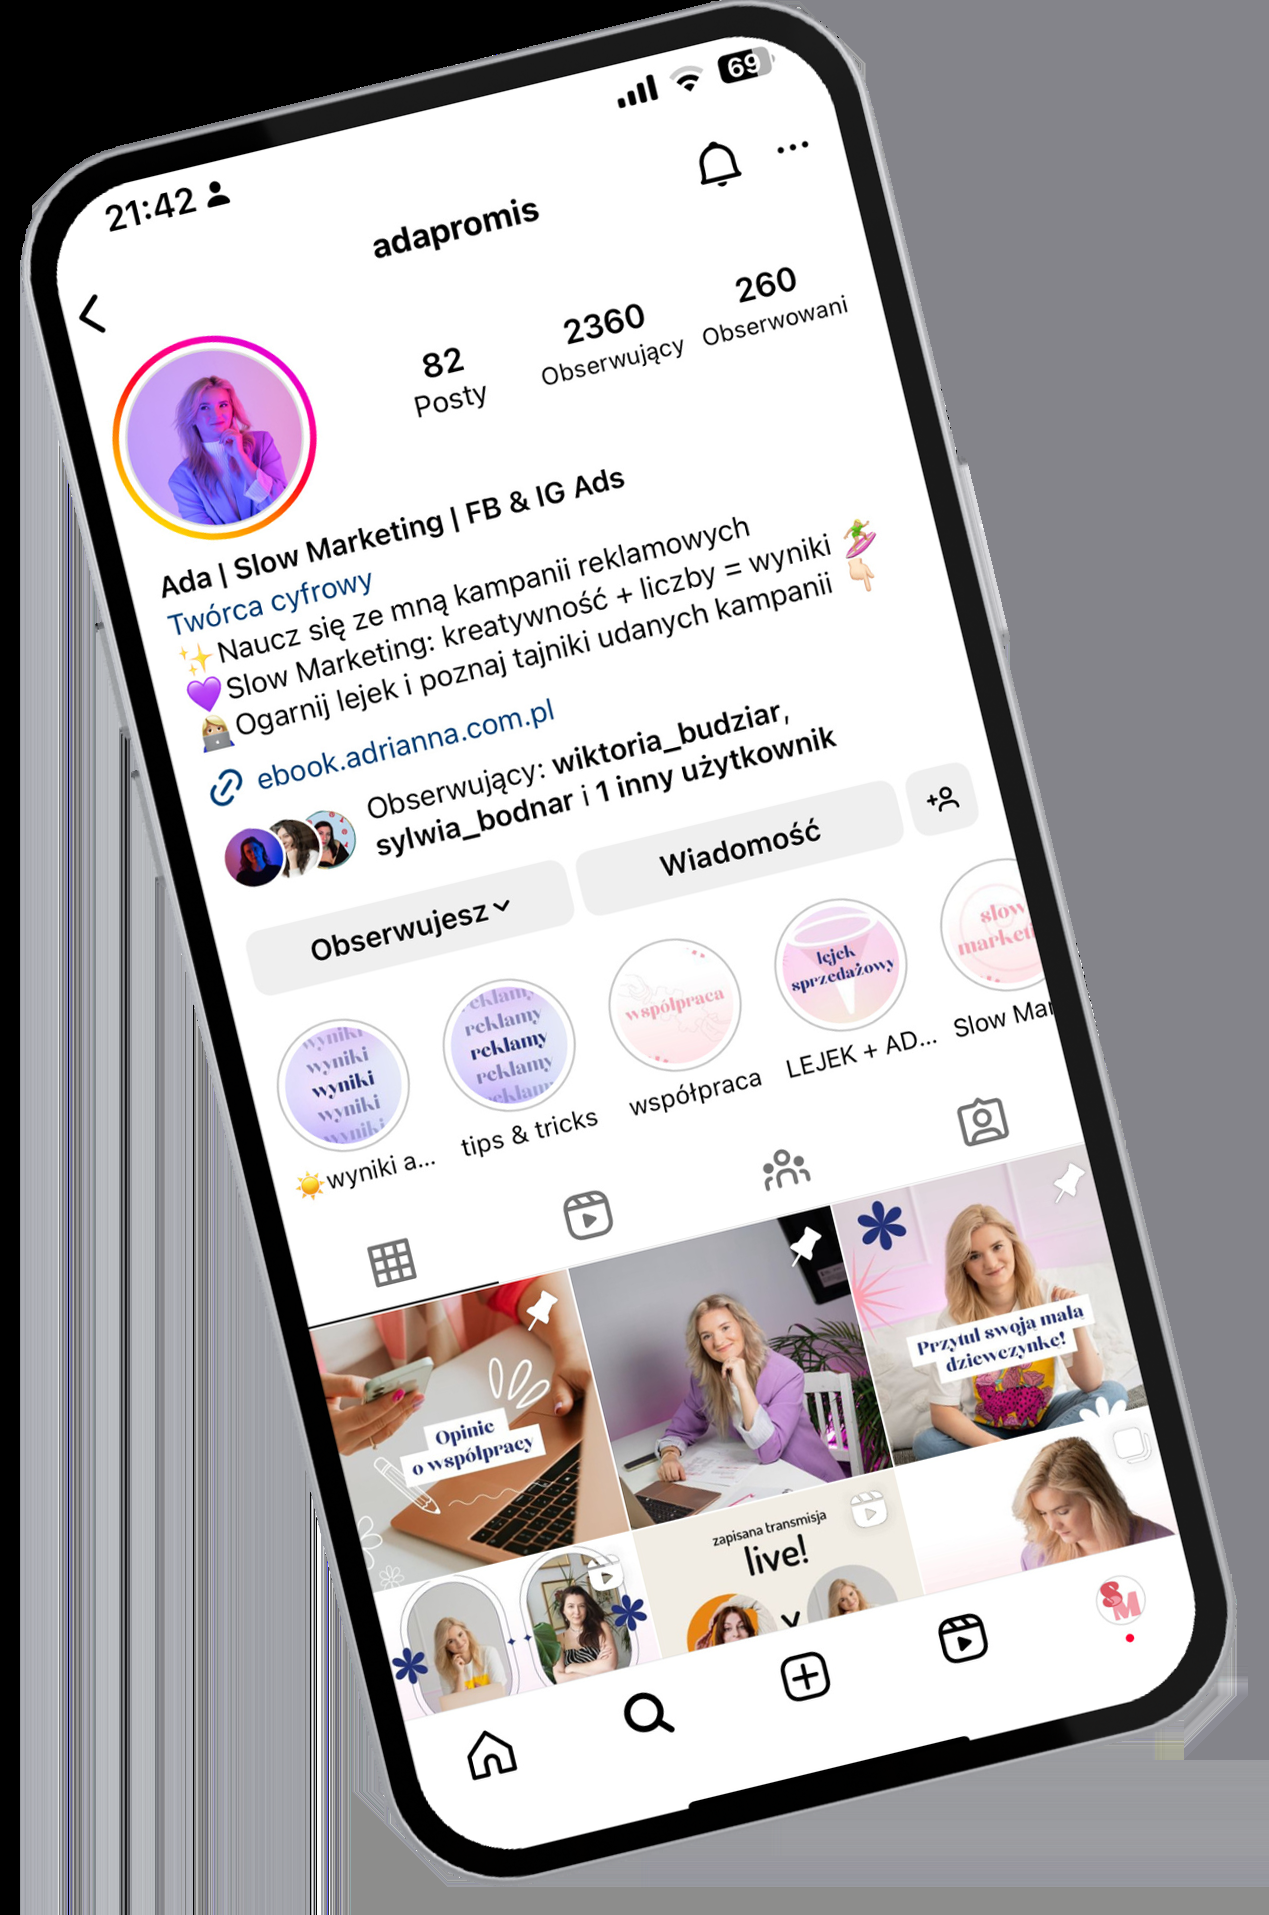 21:42
69
adapromis
82
Posty
2360
Obserwujący
260
Obserwowani
Ada | Slow Marketing | FB & IG Ads
Twórca cyfrowy
✨Naucz się ze mną kampanii reklamowych
💜Slow Marketing: kreatywność + liczby = wyniki 🏄🏼‍♀️
👩🏼‍💻Ogarnij lejek i poznaj tajniki udanych kampanii 👇🏻
ebook.adrianna.com.pl
Obserwujący: wiktoria_budziar,
sylwia_bodnar i 1 inny użytkownik
Obserwujesz
Wiadomość
wyniki
wyniki
wyniki
wyniki
wyniki
☀️wyniki a...
reklamy
reklamy
reklamy
reklamy
reklamy
tips & tricks
współpraca
współpraca
lejek
sprzedażowy
LEJEK + AD...
slow
marketi
Slow Mar
Opinie
o współpracy
Przytul swoją małą
dziewczynkę!
zapisana transmisja
live!
SM